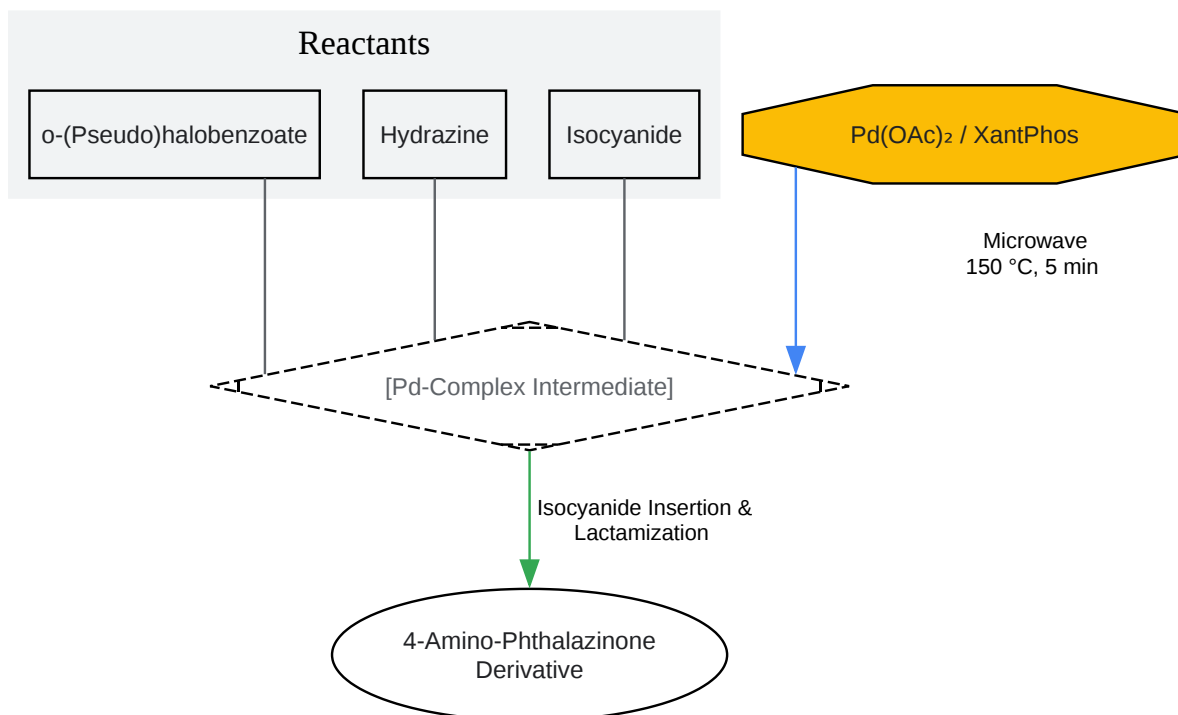 Reactants
o-(Pseudo)halobenzoate
Hydrazine
Isocyanide
Pd(OAc)₂ / XantPhos
Microwave
150 °C, 5 min
[Pd-Complex Intermediate]
Isocyanide Insertion &
Lactamization
4-Amino-Phthalazinone
Derivative